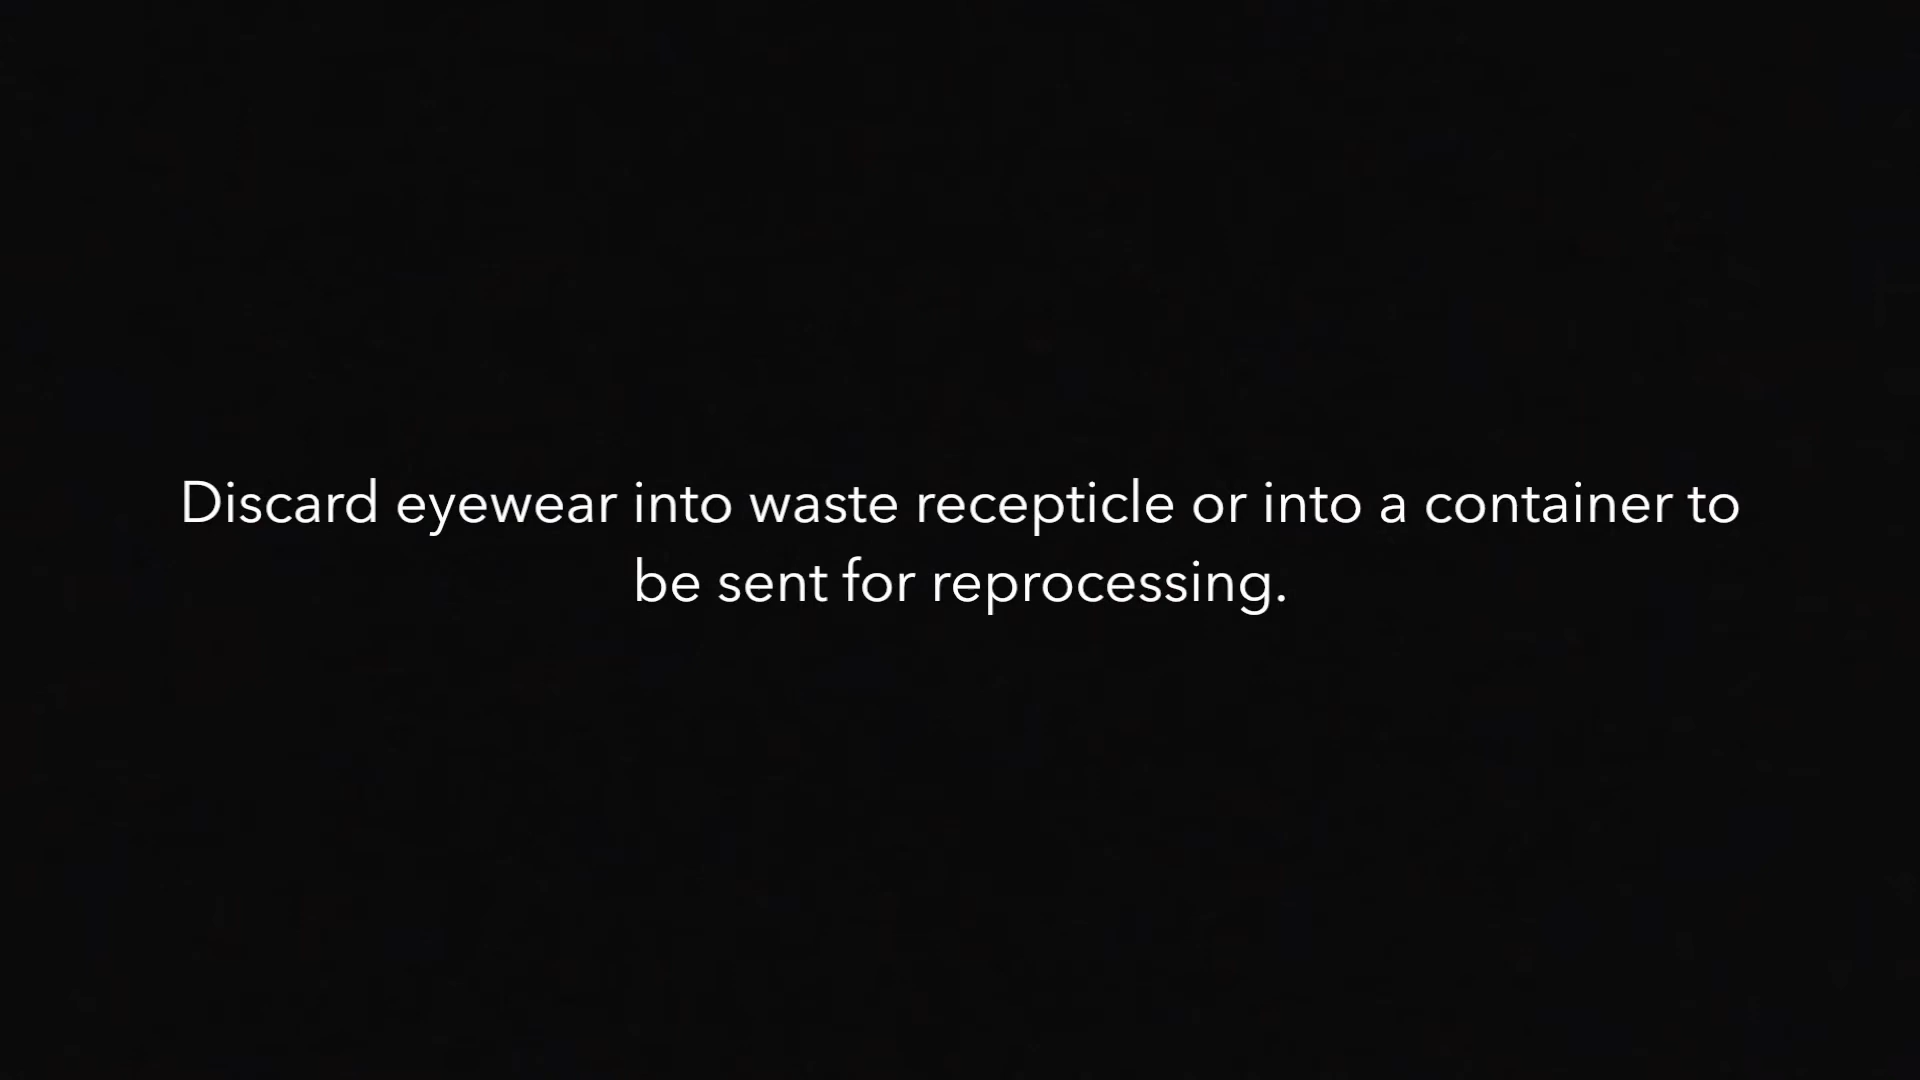 Discard eyewear into waste recepticle or into a container to
be sent for reprocessing.